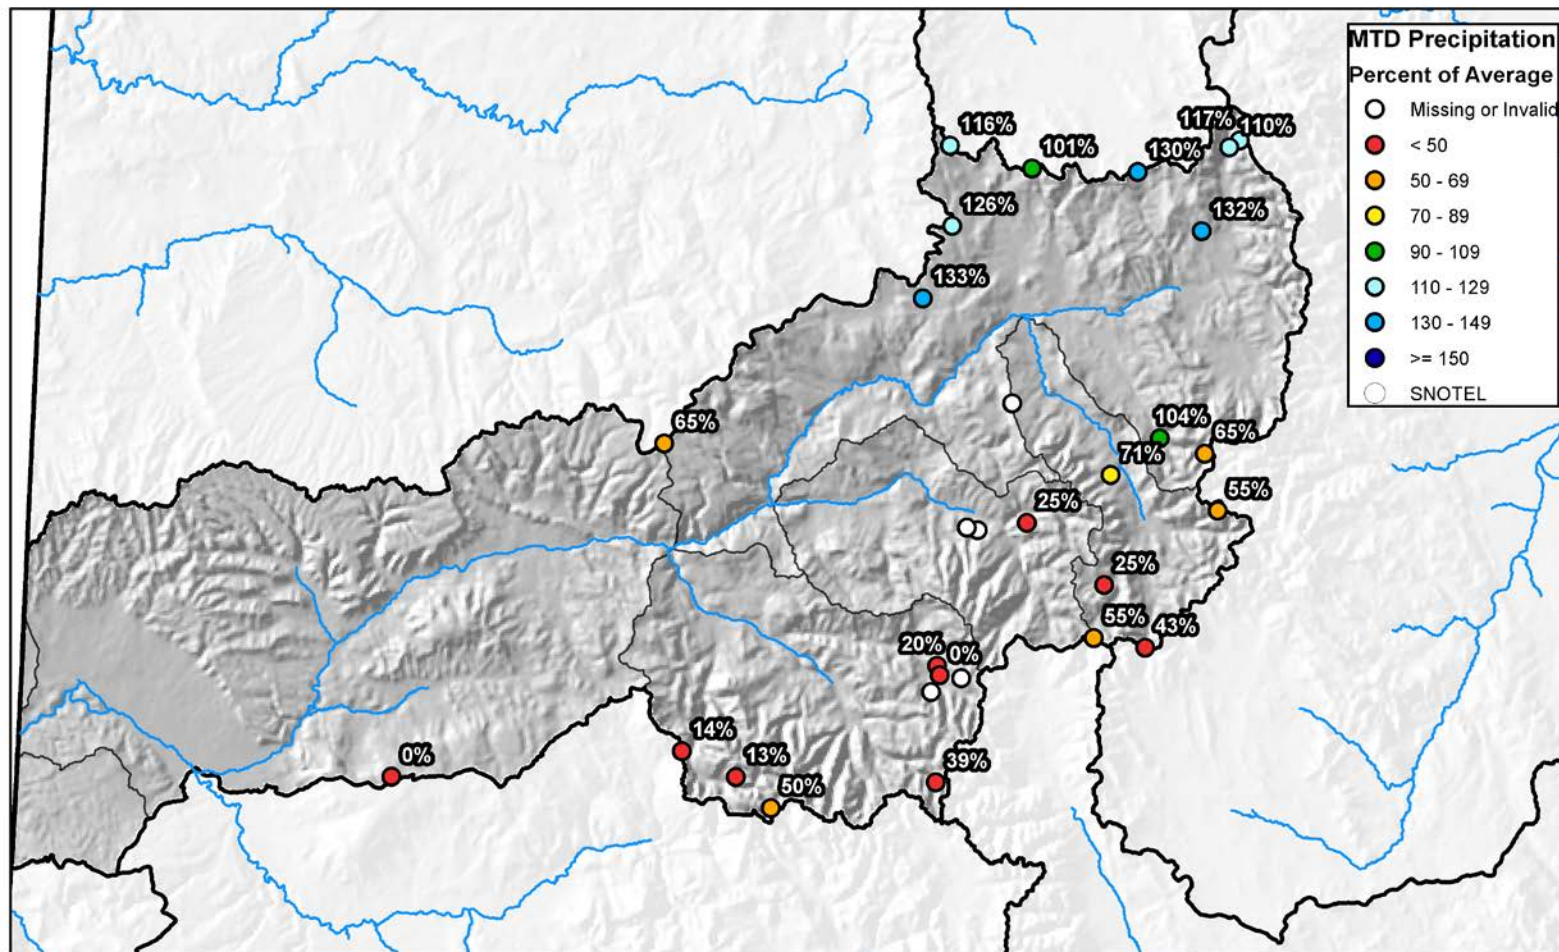 MTD Precipitation
Percent of Average
Missing or Invalid
< 50
50 - 69
70 - 89
90 - 109
110 - 129
130 - 149
>= 150
SNOTEL
116%
101%
130%
117%
110%
126%
132%
133%
65%
104%
65%
71%
55%
25%
25%
55%
43%
20%
0%
14%
0%
13%
39%
50%